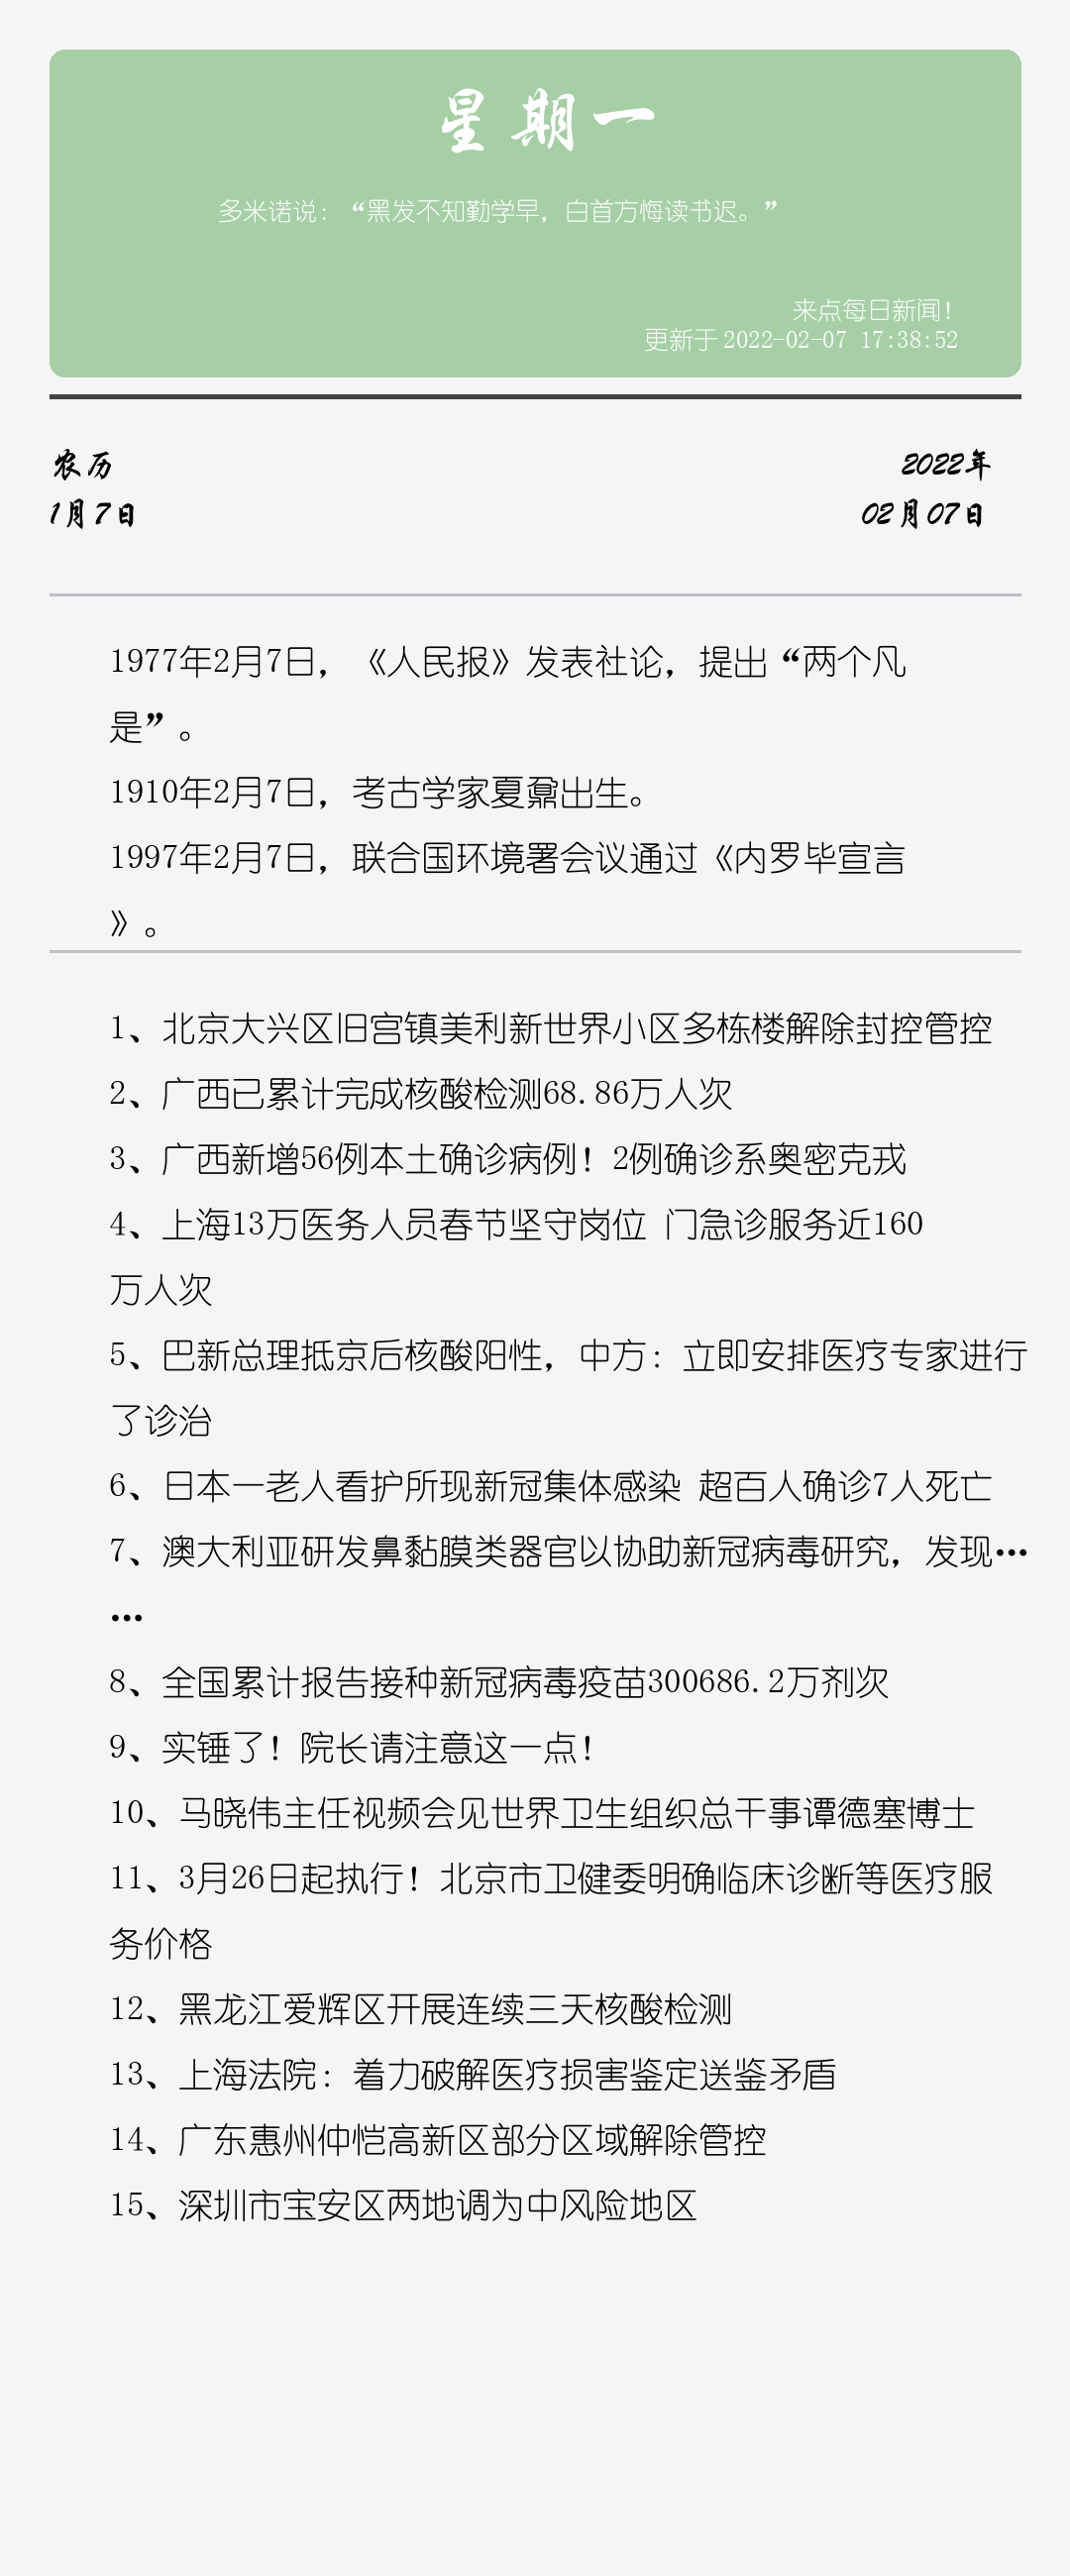 星期一
多米诺说：“黑发不知勤学早，白首方悔读书迟。”
来点每日新闻！
更新于 2022-02-07 17:38:52
农历
2022年
1月7日
02月07日
1977年2月7日，《人民报》发表社论，提出“两个凡
是”。
1910年2月7日，考古学家夏鼐出生。
1997年2月7日，联合国环境署会议通过《内罗毕宣言
》。
1、北京大兴区旧宫镇美利新世界小区多栋楼解除封控管控
2、广西已累计完成核酸检测68.86万人次
3、广西新增56例本土确诊病例！2例确诊系奥密克戎
4、上海13万医务人员春节坚守岗位 门急诊服务近160
万人次
5、巴新总理抵京后核酸阳性，中方：立即安排医疗专家进行
了诊治
6、日本一老人看护所现新冠集体感染 超百人确诊7人死亡
7、澳大利亚研发鼻黏膜类器官以协助新冠病毒研究，发现…
…
8、全国累计报告接种新冠病毒疫苗300686.2万剂次
9、实锤了！院长请注意这一点！
10、马晓伟主任视频会见世界卫生组织总干事谭德塞博士
11、3月26日起执行！北京市卫健委明确临床诊断等医疗服
务价格
12、黑龙江爱辉区开展连续三天核酸检测
13、上海法院：着力破解医疗损害鉴定送鉴矛盾
14、广东惠州仲恺高新区部分区域解除管控
15、深圳市宝安区两地调为中风险地区